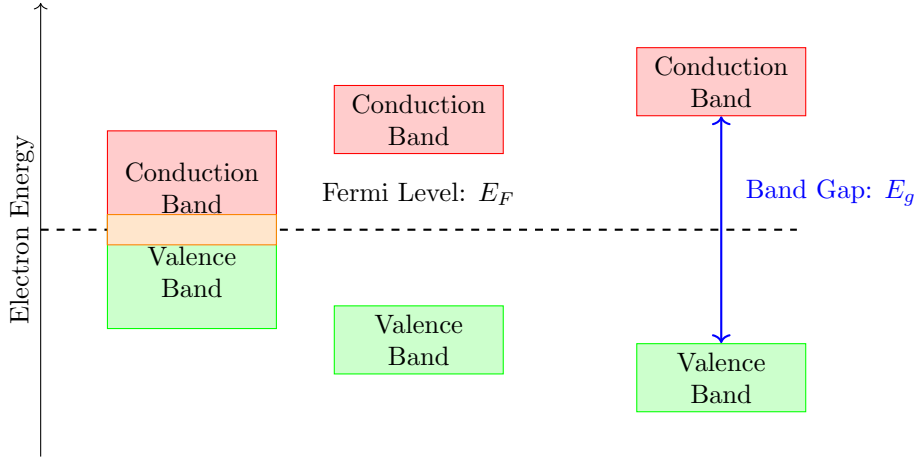 Electron Energy
Conduction
Band
Valence
Band
Conduction
Band
Fermi Level: E_F
Valence
Band
Conduction
Band
Band Gap: E_g
Valence
Band